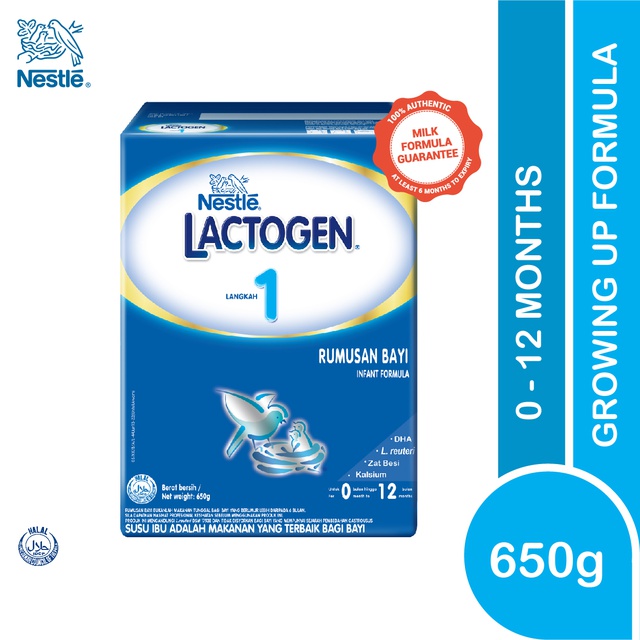 Nestlé®
100% AUTHENTIC
MILK
FORMULA
GUARANTEE
AT LEAST 6 MONTHS TO EXPIRY
LACTOGEN
Nestlé®
LACTOGEN®
LANGKAH 1
RUMUSAN BAYI
INFANT FORMULA
DHA
L. reuteri
Zat Besi
Kalsium
Berat bersih /
Net weight: 650g
0
12
SUSU IBU ADALAH MAKANAN YANG TERBAIK BAGI BAYI
HALAL
0 - 12 MONTHS
GROWING UP FORMULA
650g